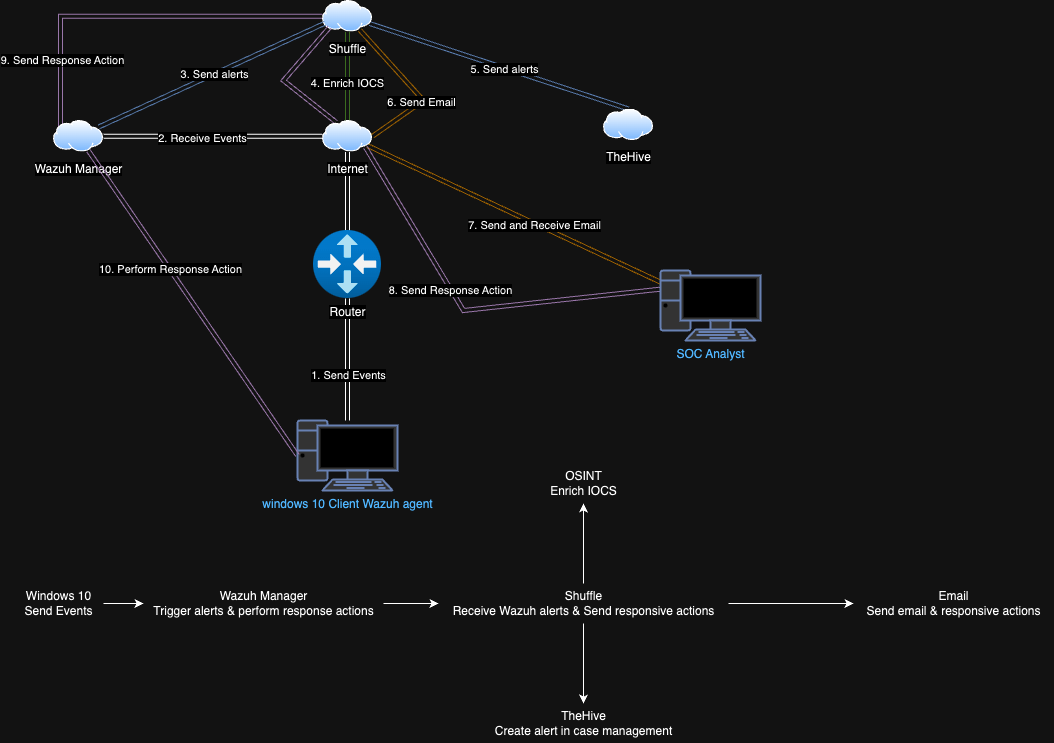 Shuffle
9. Send Response Action
3. Send alerts
4. Enrich IOCS
5. Send alerts
6. Send Email
2. Receive Events
Wazuh Manager
Internet
TheHive
7. Send and Receive Email
10. Perform Response Action
8. Send Response Action
Router
SOC Analyst
1. Send Events
windows 10 Client Wazuh agent
OSINT
Enrich IOCS
Windows 10
Send Events
Wazuh Manager
Trigger alerts & perform response actions
Shuffle
Receive Wazuh alerts & Send responsive actions
Email
Send email & responsive actions
TheHive
Create alert in case management